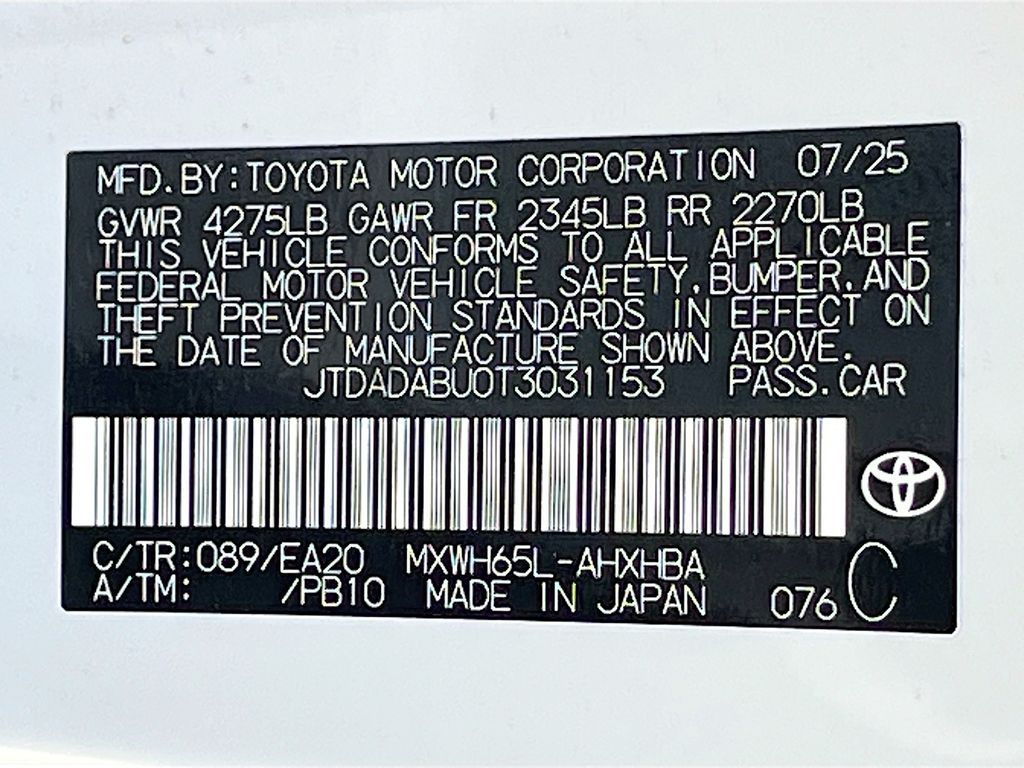 MFD.BY:TOYOTA MOTOR CORPORATION 07/25
GVWR 4275LB GAWR FR 2345LB RR 2270LB
THIS VEHICLE CONFORMS TO ALL APPLICABLE
FEDERAL MOTOR VEHICLE SAFETY,BUMPER,AND
THEFT PREVENTION STANDARDS IN EFFECT ON
THE DATE OF MANUFACTURE SHOWN ABOVE.
JTDADABU0T3031153 PASS.CAR
C/TR:089/EA20 MXWH65L-AHXHBA
A/TM: /PB10 MADE IN JAPAN 076 C